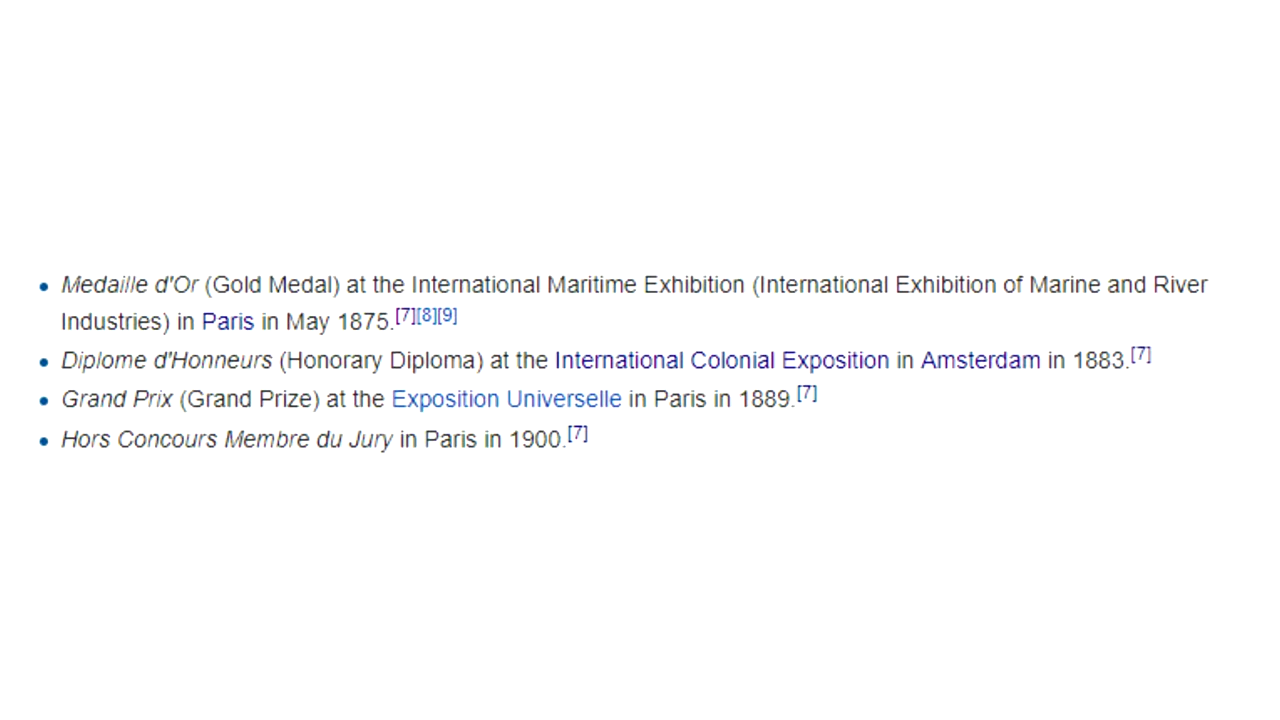 • Medaille d'Or (Gold Medal) at the International Maritime Exhibition (International Exhibition of Marine and River
Industries) in Paris in May 1875.[7][8][9]
• Diplome d'Honneurs (Honorary Diploma) at the International Colonial Exposition in Amsterdam in 1883.[7]
• Grand Prix (Grand Prize) at the Exposition Universelle in Paris in 1889.[7]
• Hors Concours Membre du Jury in Paris in 1900.[7]